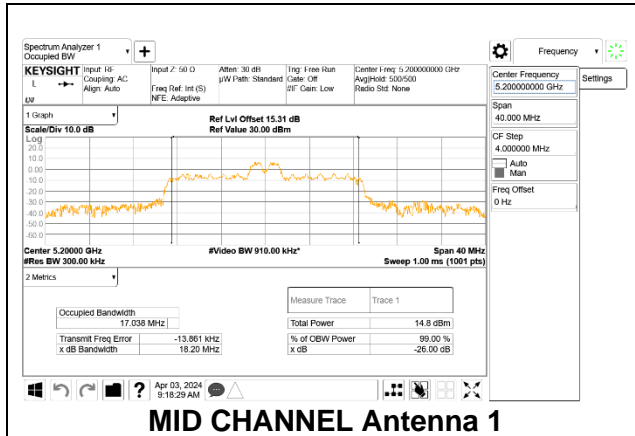 Spectrum Analyzer 1
Occupied BW
+
Frequency
KEYSIGHT
Input: RF
Coupling: AC
Align: Auto
Input Z: 50 Ω
Freq Ref: Int (S)
NFE: Adaptive
Atten: 30 dB
µW Path: Standard
Trig: Free Run
Gate: Off
#IF Gain: Low
Center Freq: 5.200000000 GHz
Avg|Hold: 500/500
Radio Std: None
L
Center Frequency
5.200000000 GHz
Settings
Span
40.000 MHz
CF Step
4.000000 MHz
Auto
Man
Freq Offset
0 Hz
1 Graph
Scale/Div 10.0 dB
Ref Lvl Offset 15.31 dB
Ref Value 30.00 dBm
Log
20.0
10.0
0.00
-10.0
-20.0
-30.0
-40.0
-50.0
-60.0
Center 5.20000 GHz
#Video BW 910.00 kHz*
Span 40 MHz
#Res BW 300.00 kHz
Sweep 1.00 ms (1001 pts)
2 Metrics
Measure Trace
Trace 1
Occupied Bandwidth
17.038 MHz
Total Power
14.8 dBm
Transmit Freq Error
-13.861 kHz
% of OBW Power
99.00 %
x dB Bandwidth
18.20 MHz
x dB
-26.00 dB
?
Apr 03, 2024
9:18:29 AM
MID CHANNEL Antenna 1